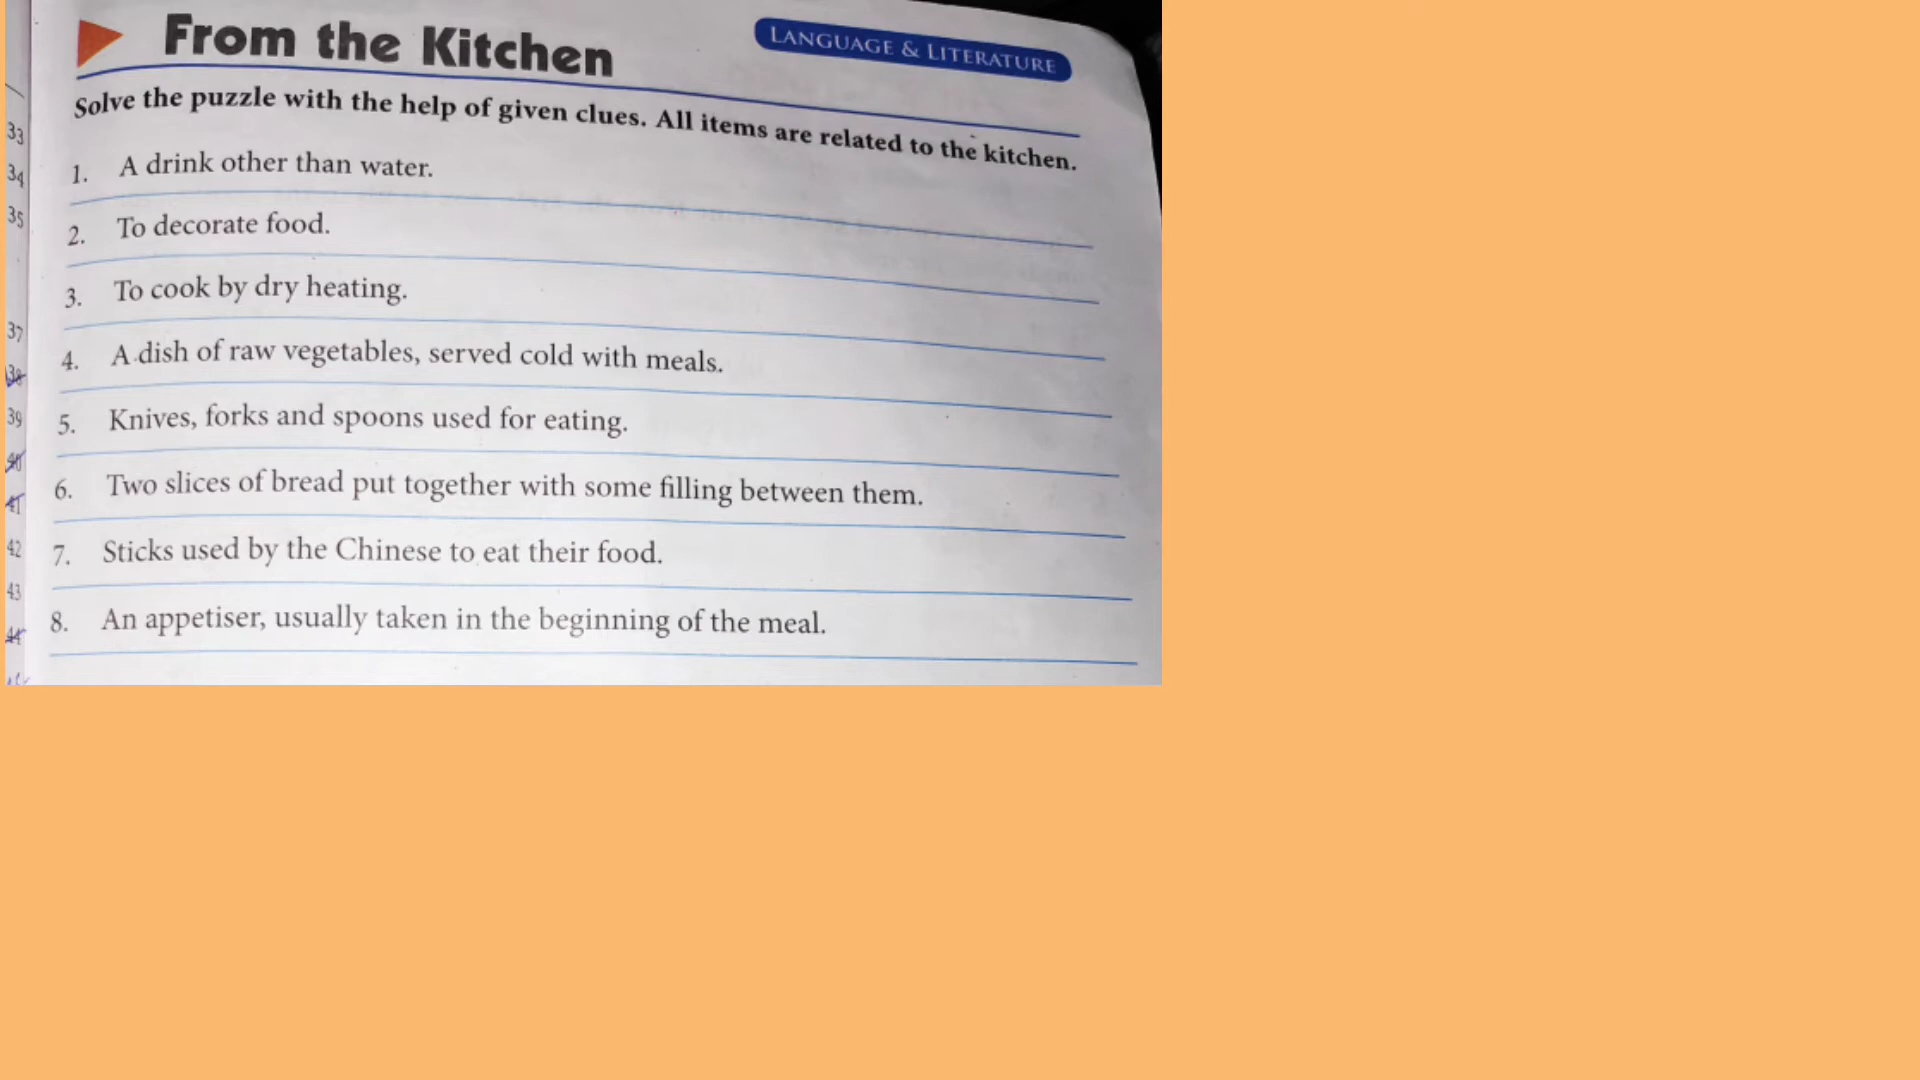 From the Kitchen
LANGUAGE & LITERATURE
Solve the puzzle with the help of given clues. All items are related to the kitchen.
1. A drink other than water.
2. To decorate food.
3. To cook by dry heating.
4. A dish of raw vegetables, served cold with meals.
5. Knives, forks and spoons used for eating.
6. Two slices of bread put together with some filling between them.
7. Sticks used by the Chinese to eat their food.
8. An appetiser, usually taken in the beginning of the meal.
33
34
35
37
38
39
40
41
42
43
44